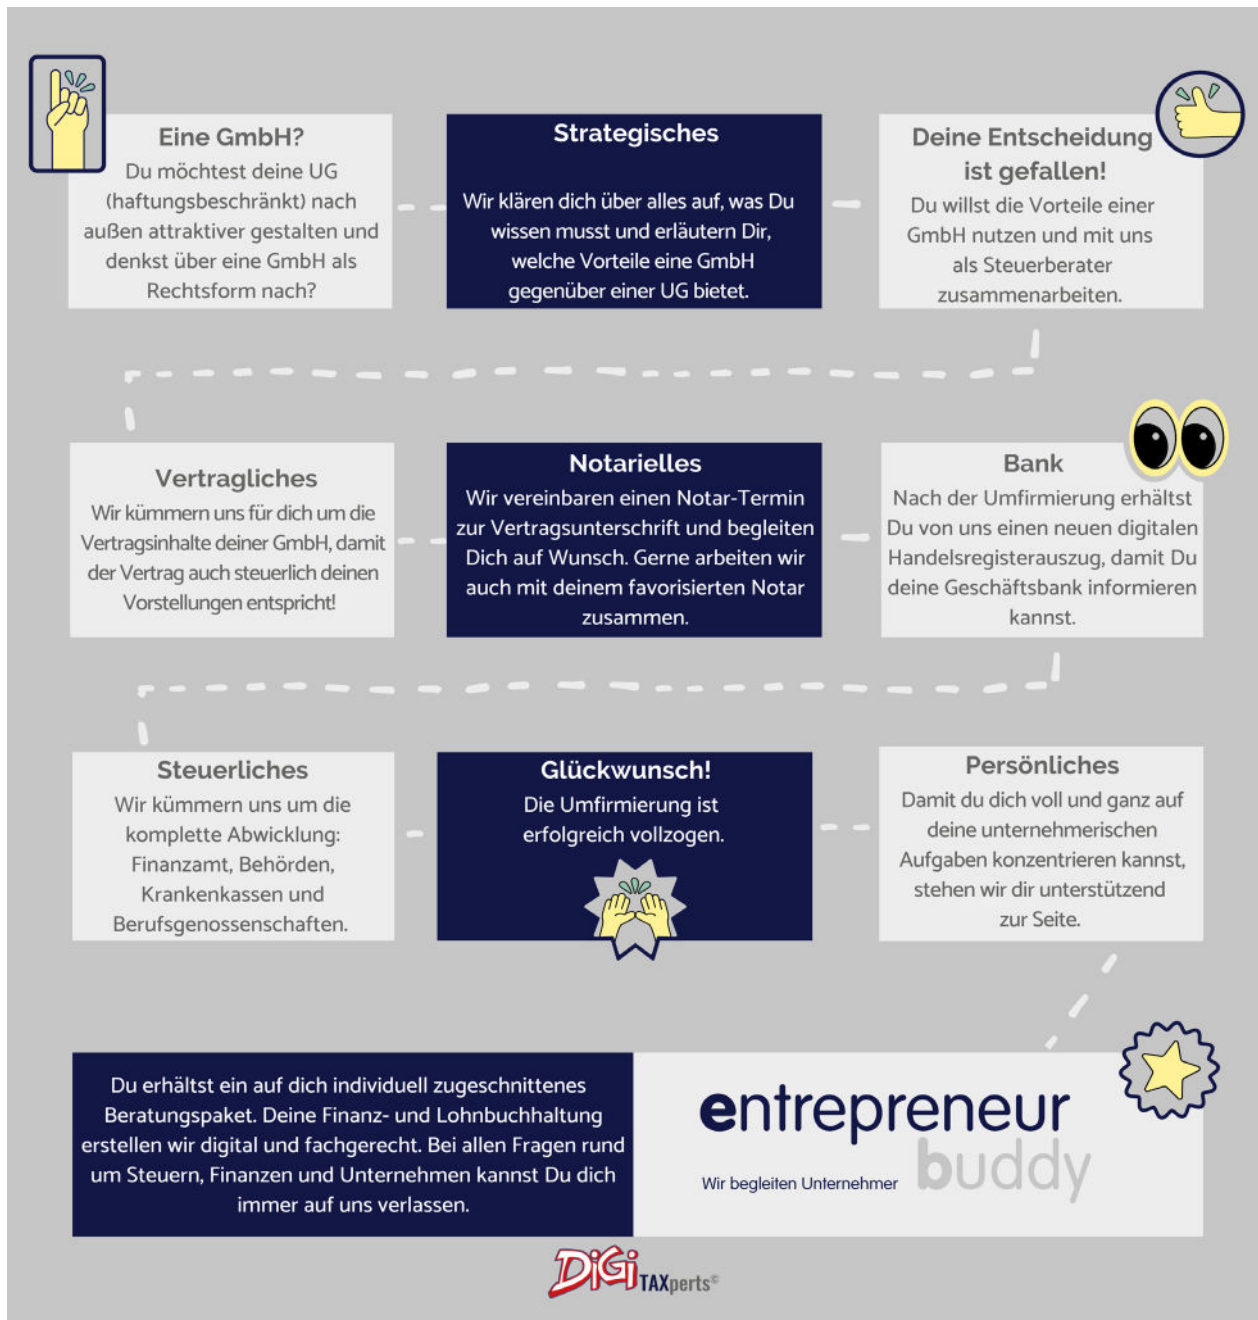 Eine GmbH?
Du möchtest deine UG
(haftungsbeschränkt) nach
außen attraktiver gestalten und
denkst über eine GmbH als
Rechtsform nach?
Strategisches
Wir klären dich über alles auf, was Du
wissen musst und erläutern Dir,
welche Vorteile eine GmbH
gegenüber einer UG bietet.
Deine Entscheidung
ist gefallen!
Du willst die Vorteile einer
GmbH nutzen und mit uns
als Steuerberater
zusammenarbeiten.
Vertragliches
Wir kümmern uns für dich um die
Vertragsinhalte deiner GmbH, damit
der Vertrag auch steuerlich deinen
Vorstellungen entspricht!
Notarielles
Wir vereinbaren einen Notar-Termin
zur Vertragsunterschrift und begleiten
Dich auf Wunsch. Gerne arbeiten wir
auch mit deinem favorisierten Notar
zusammen.
Bank
Nach der Umfirmierung erhältst
Du von uns einen neuen digitalen
Handelsregisterauszug, damit Du
deine Geschäftsbank informieren
kannst.
Steuerliches
Wir kümmern uns um die
komplette Abwicklung:
Finanzamt, Behörden,
Krankenkassen und
Berufsgenossenschaften.
Glückwunsch!
Die Umfirmierung ist
erfolgreich vollzogen.
Persönliches
Damit du dich voll und ganz auf
deine unternehmerischen
Aufgaben konzentrieren kannst,
stehen wir dir unterstützend
zur Seite.
Du erhältst ein auf dich individuell zugeschnittenes
Beratungspaket. Deine Finanz- und Lohnbuchhaltung
erstellen wir digital und fachgerecht. Bei allen Fragen rund
um Steuern, Finanzen und Unternehmen kannst Du dich
immer auf uns verlassen.
entrepreneur
buddy
Wir begleiten Unternehmer
DiGi TAXperts©